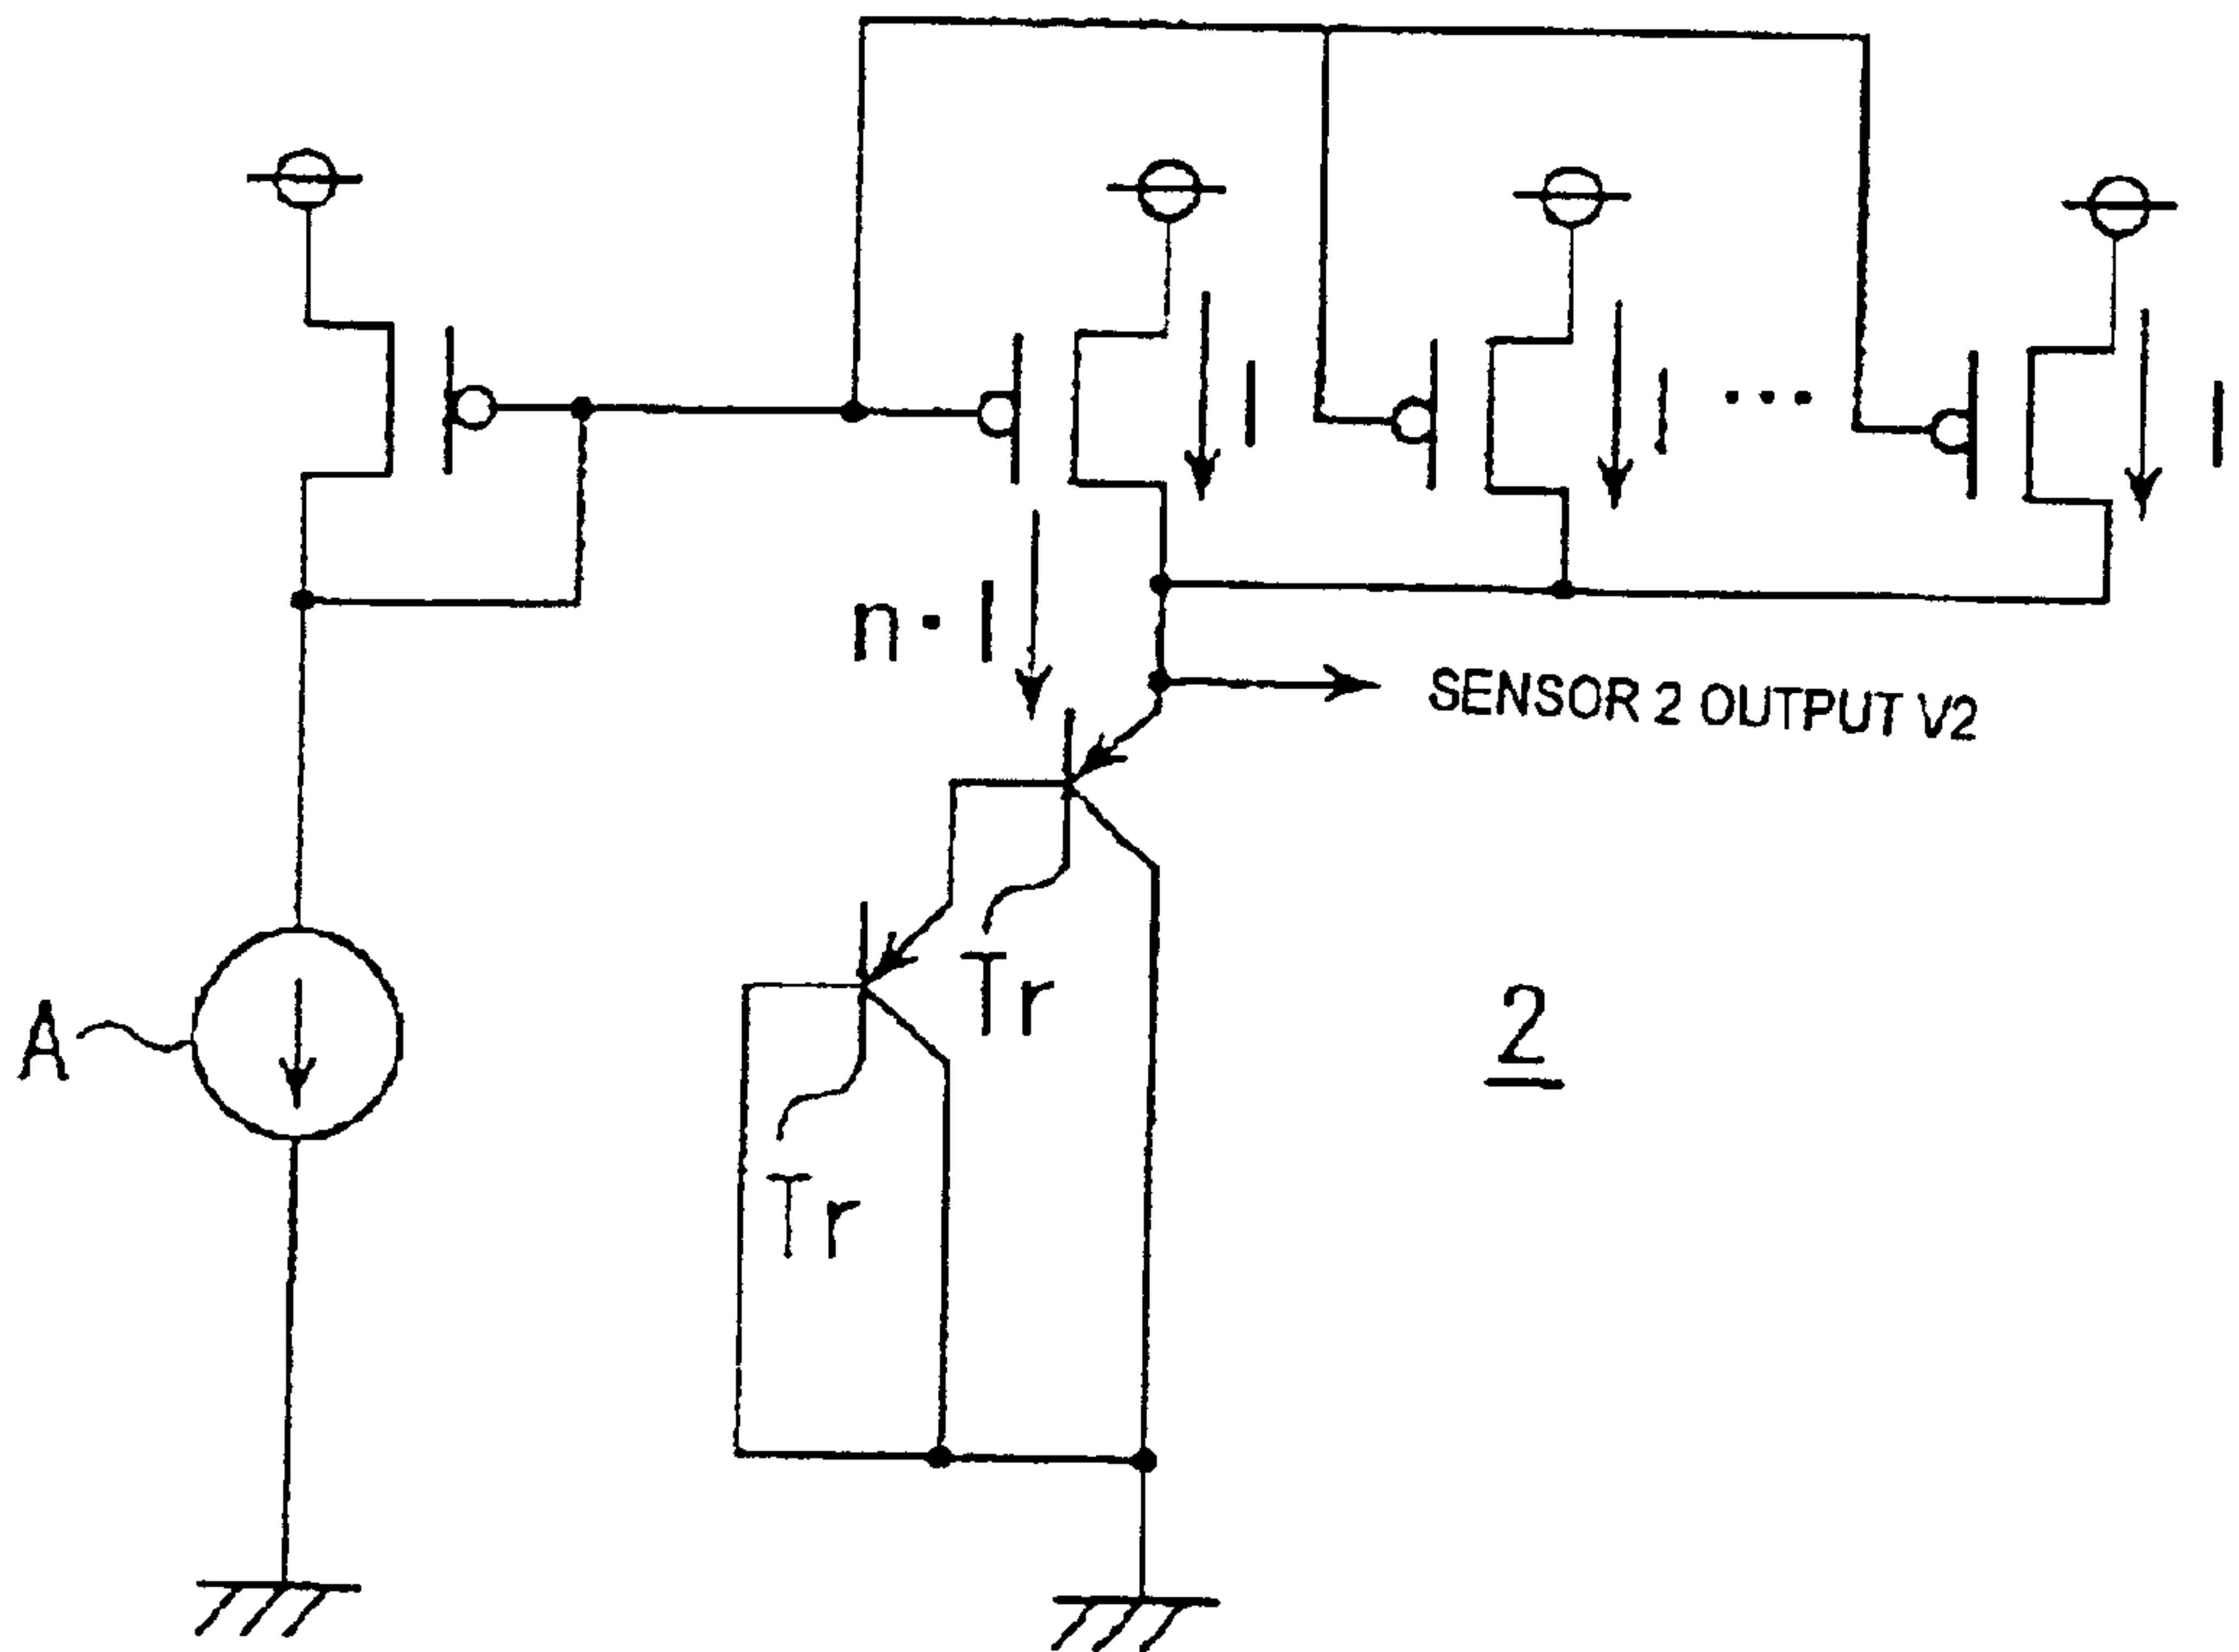 I
I
...
I
n・I
SENSOR 2 OUTPUT V2
Tr
A
2
Tr